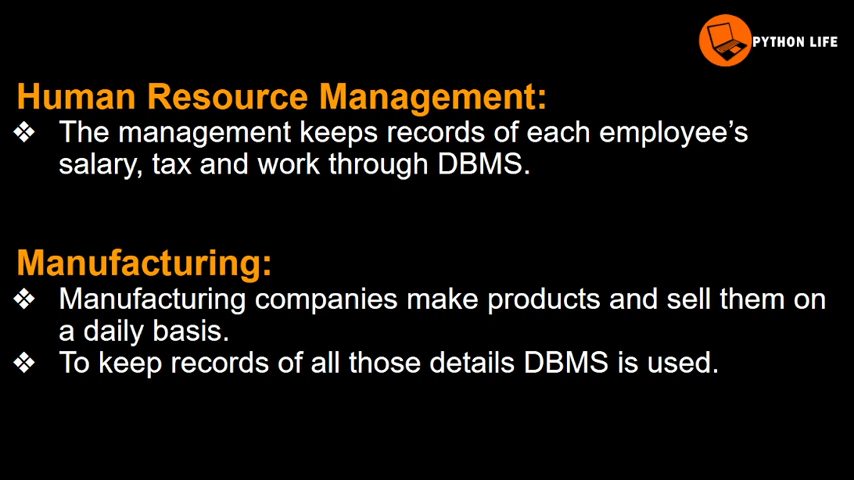 PYTHON LIFE
Human Resource Management:
❖ The management keeps records of each employee’s
salary, tax and work through DBMS.
Manufacturing:
❖ Manufacturing companies make products and sell them on
a daily basis.
❖ To keep records of all those details DBMS is used.